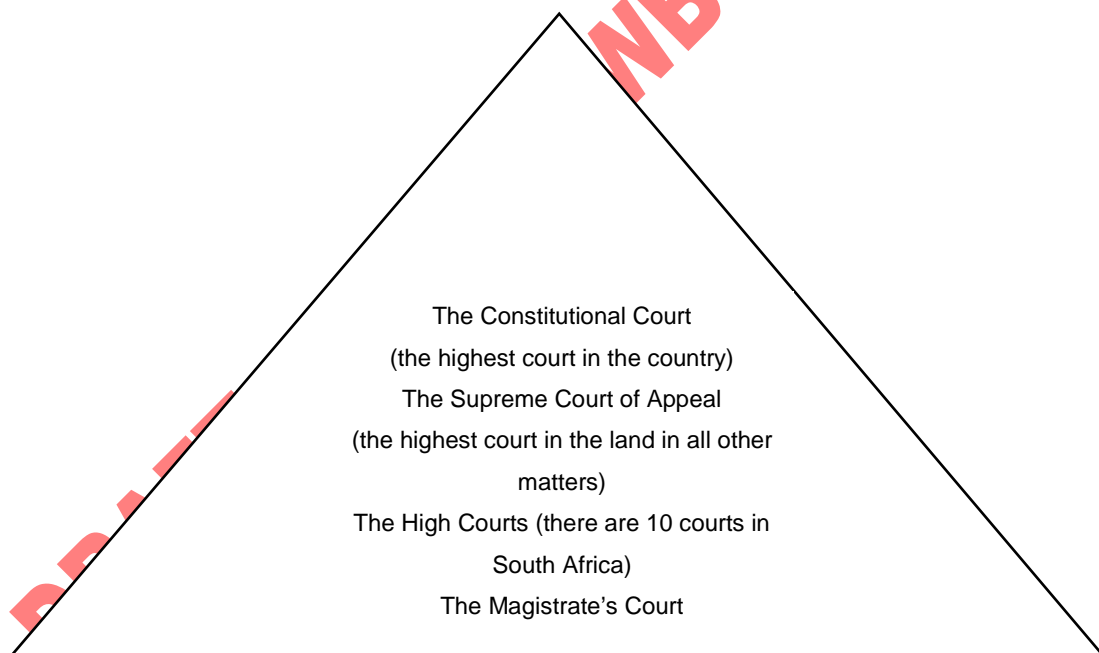 The Constitutional Court
(the highest court in the country)
The Supreme Court of Appeal
(the highest court in the land in all other
matters)
The High Courts (there are 10 courts in
South Africa)
The Magistrate's Court